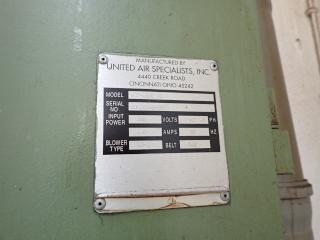 MANUFACTURED BY
UNITED AIR SPECIALISTS, INC.
4440 CREEK ROAD
CINCINNATI OHIO 45242
MODEL
SERIAL NO
INPUT POWER VOLTS PH
AMPS HZ
BLOWER TYPE BELT